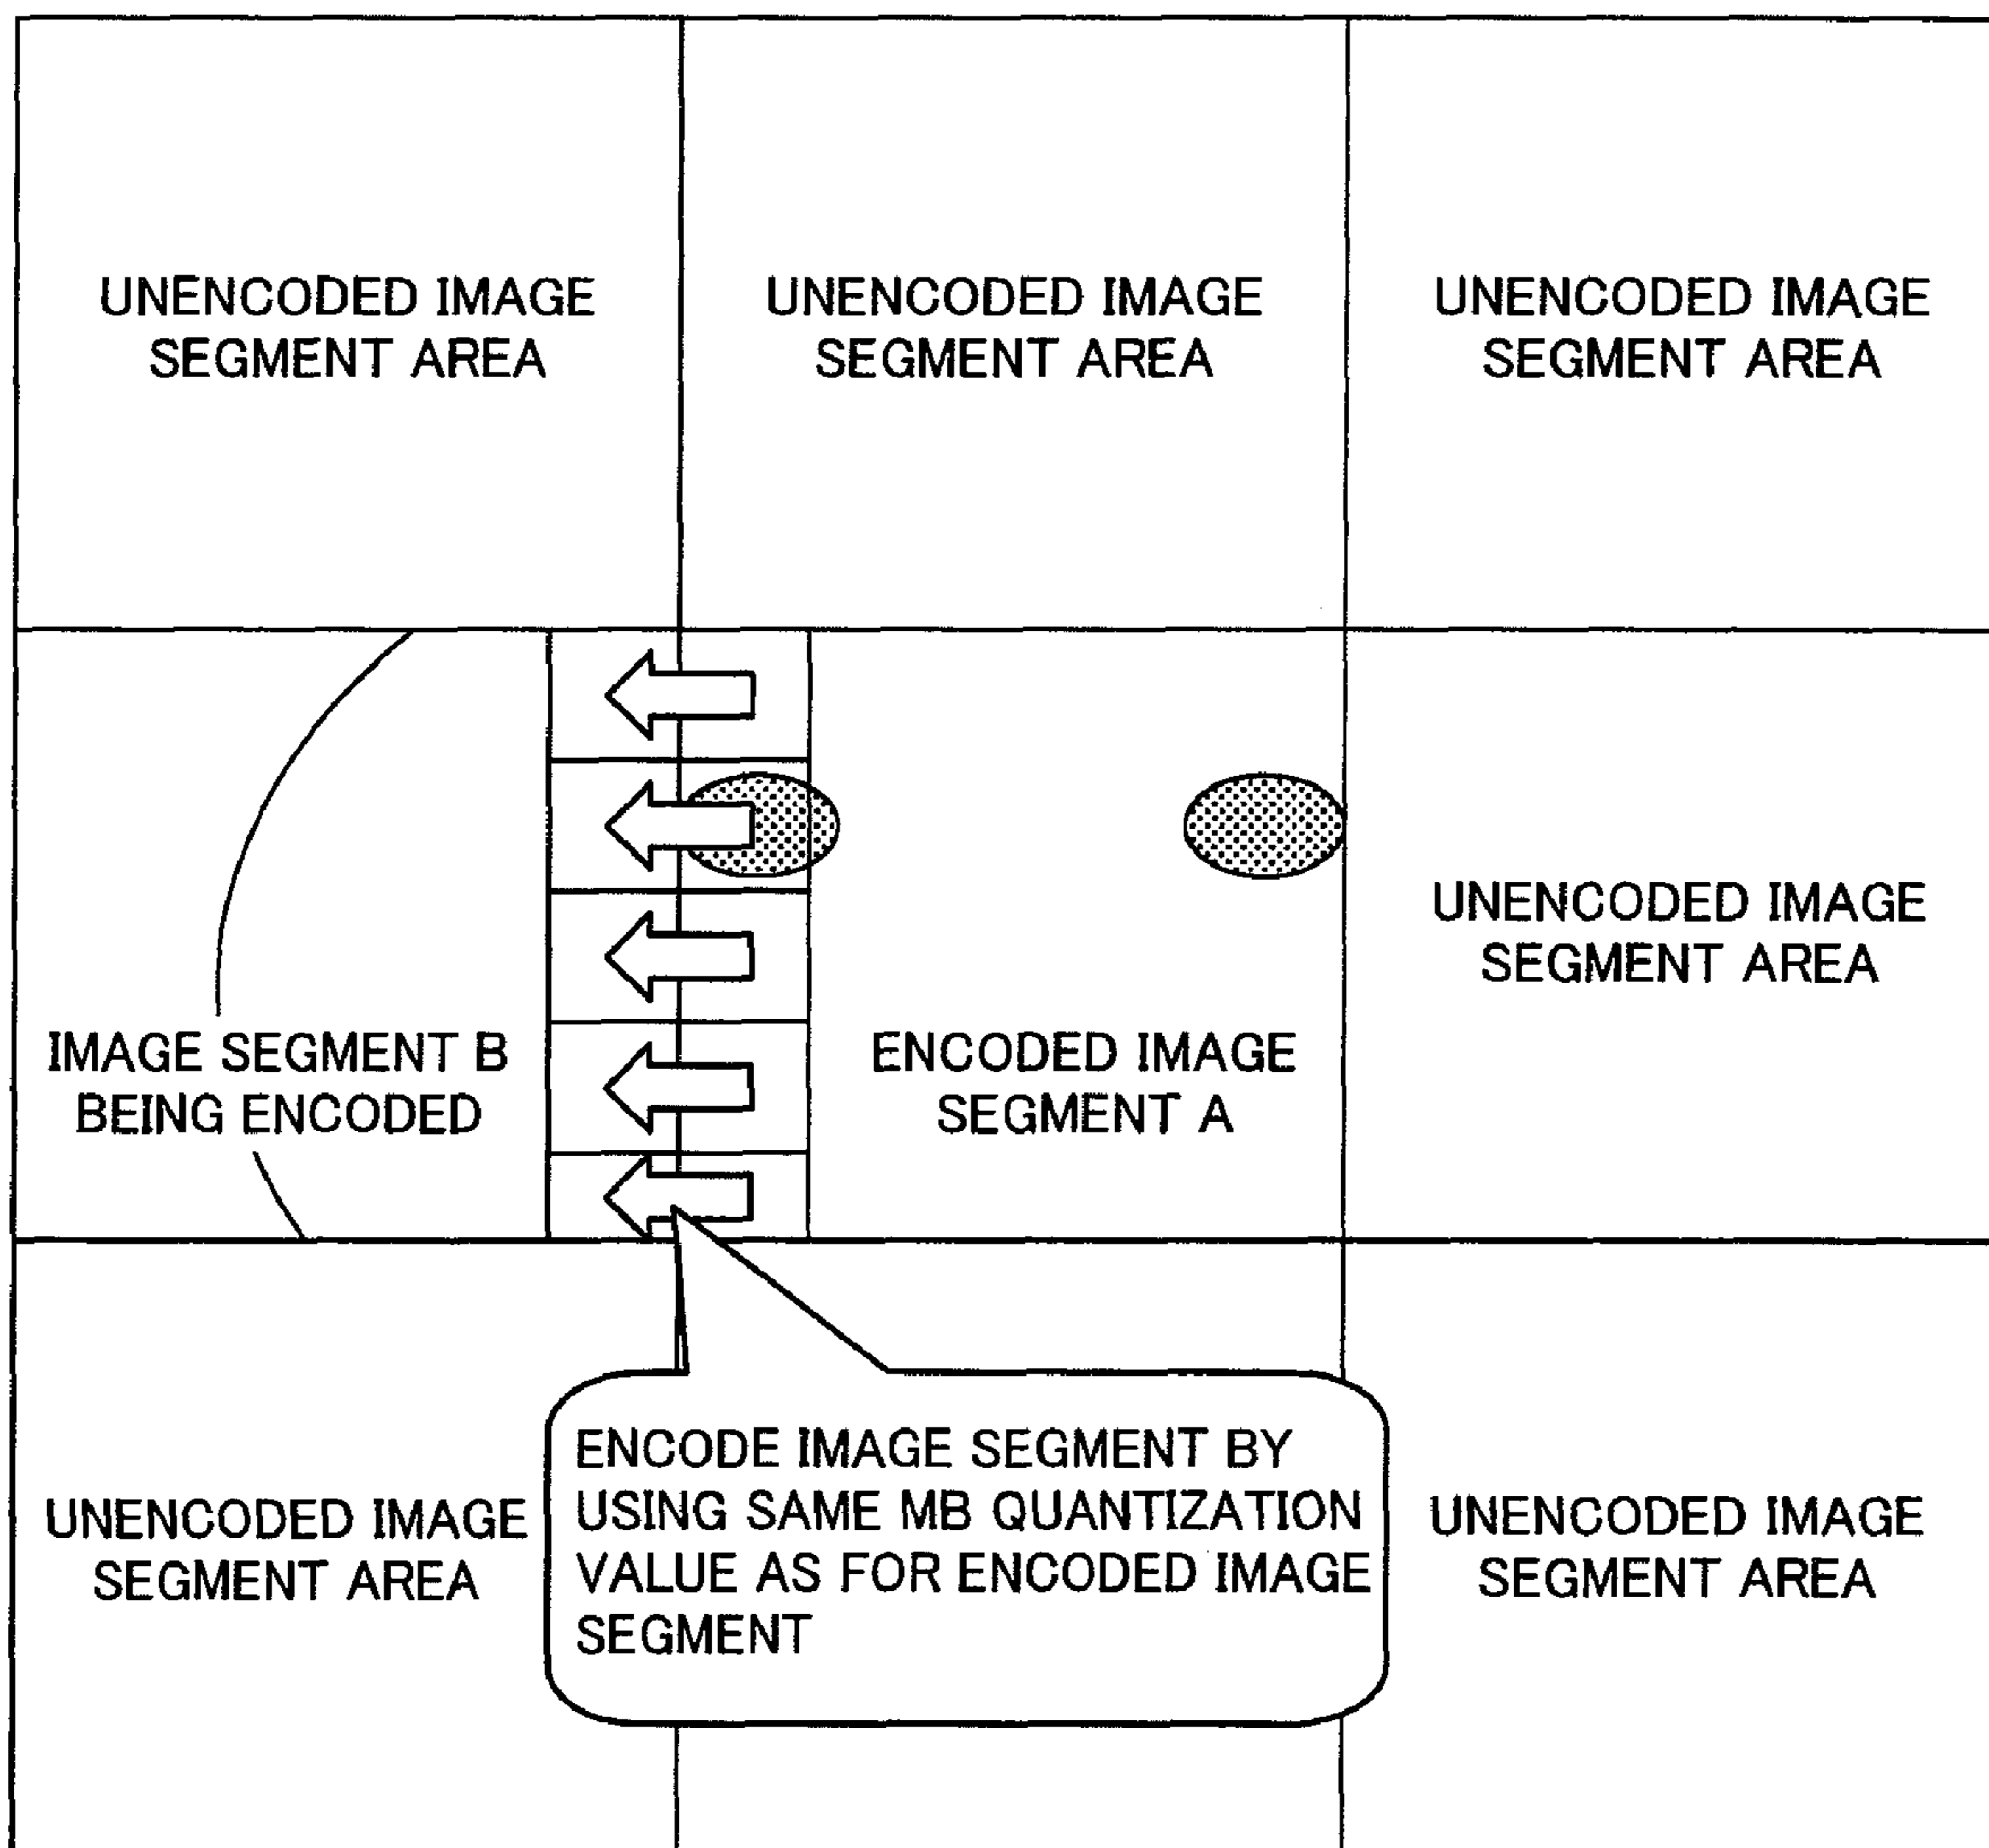 UNENCODED IMAGE
SEGMENT AREA
UNENCODED IMAGE
SEGMENT AREA
UNENCODED IMAGE
SEGMENT AREA
IMAGE SEGMENT B
BEING ENCODED
ENCODED IMAGE
SEGMENT A
UNENCODED IMAGE
SEGMENT AREA
UNENCODED IMAGE
SEGMENT AREA
ENCODE IMAGE SEGMENT BY
USING SAME MB QUANTIZATION
VALUE AS FOR ENCODED IMAGE
SEGMENT
UNENCODED IMAGE
SEGMENT AREA